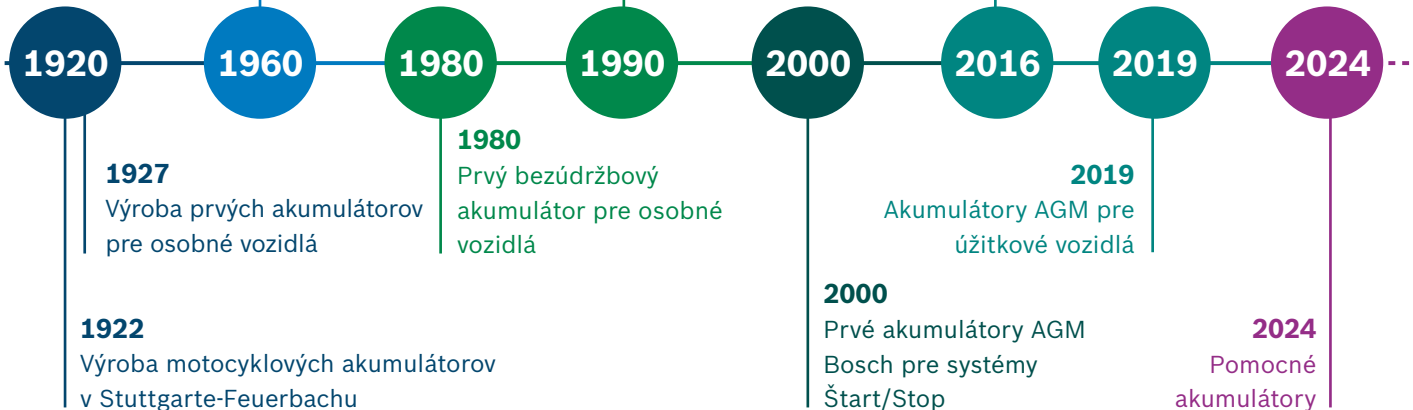 1920
1960
1980
1990
2000
2016
2019
2024
1927
Výroba prvých akumulátorov
pre osobné vozidlá
1922
Výroba motocyklových akumulátorov
v Stuttgarte-Feuerbachu
1980
Prvý bezúdržbový
akumulátor pre osobné
vozidlá
2000
Prvé akumulátory AGM
Bosch pre systémy
Štart/Stop
2019
Akumulátory AGM pre
úžitkové vozidlá
2024
Pomocné
akumulátory